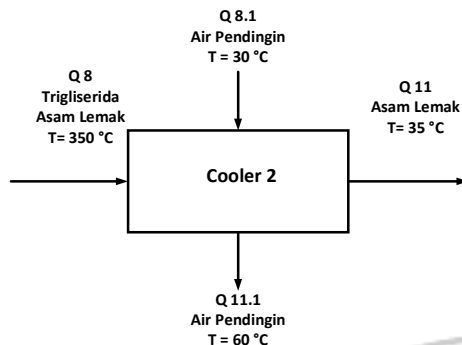 Q 8.1
Air Pendingin
T = 30 °C
Q 8
Trigliserida
Asam Lemak
T= 350 °C
Q 11
Asam Lemak
T= 35 °C
Cooler 2
Q 11.1
Air Pendingin
T = 60 °C